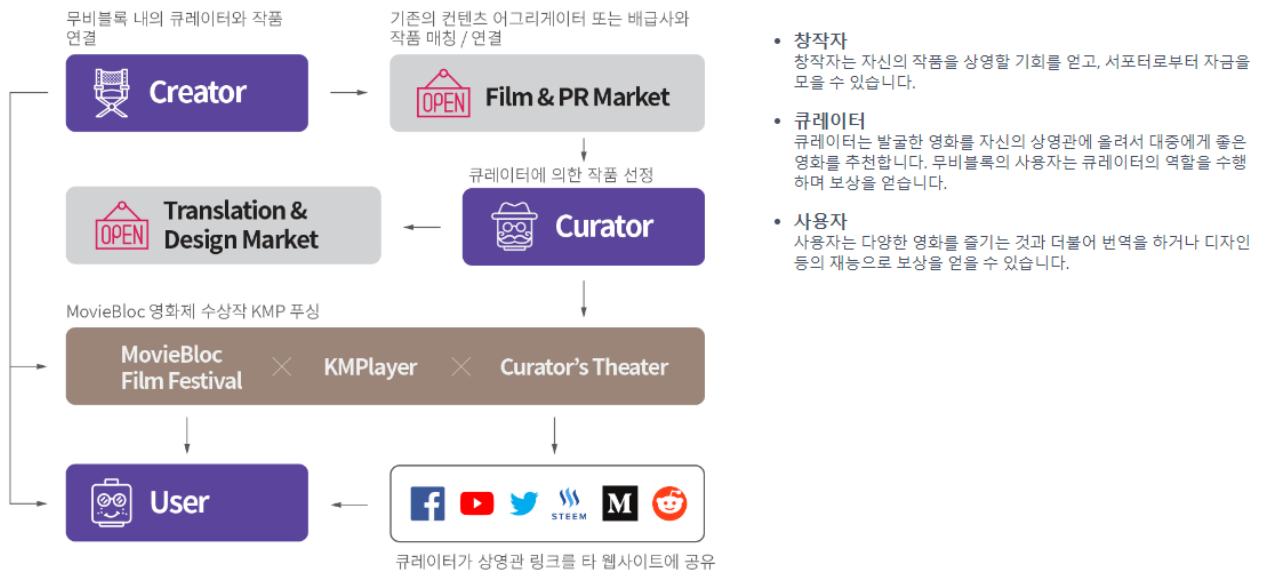 무비블록 내의 큐레이터와 작품
연결
Creator
기존의 컨텐츠 어그리게이터 또는 배급사와
작품 매칭 / 연결
OPEN
Film & PR Market
큐레이터에 의한 작품 선정
OPEN
Translation &
Design Market
Curator
MovieBloc 영화제 수상작 KMP 푸싱
MovieBloc
Film Festival
KMPlayer
Curator's Theater
User
STEEM
M
큐레이터가 상영관 링크를 타 웹사이트에 공유
• 창작자
창작자는 자신의 작품을 상영할 기회를 얻고, 서포터로부터 자금을
모을 수 있습니다.
• 큐레이터
큐레이터는 발굴한 영화를 자신의 상영관에 올려서 대중에게 좋은
영화를 추천합니다. 무비블록의 사용자는 큐레이터의 역할을 수행
하며 보상을 얻습니다.
• 사용자
사용자는 다양한 영화를 즐기는 것과 더불어 번역을 하거나 디자인
등의 재능으로 보상을 얻을 수 있습니다.